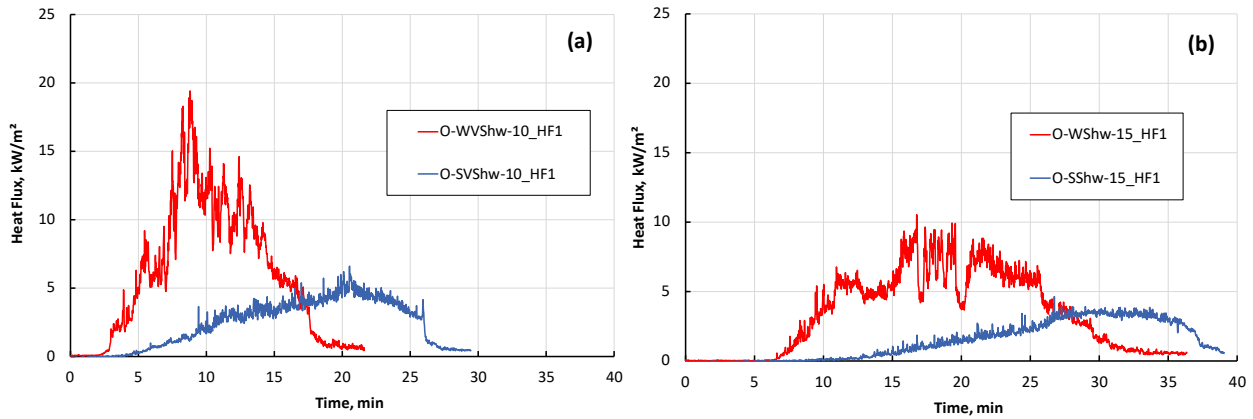 (a)
25
20
15
10
5
0
Heat Flux, kW/m²
O-WVShw-10_HF1
O-SVShw-10_HF1
0 5 10 15 20 25 30 35 40
Time, min
(b)
25
20
15
10
5
0
Heat Flux, kW/m²
O-WShw-15_HF1
O-SShw-15_HF1
0 5 10 15 20 25 30 35 40
Time, min